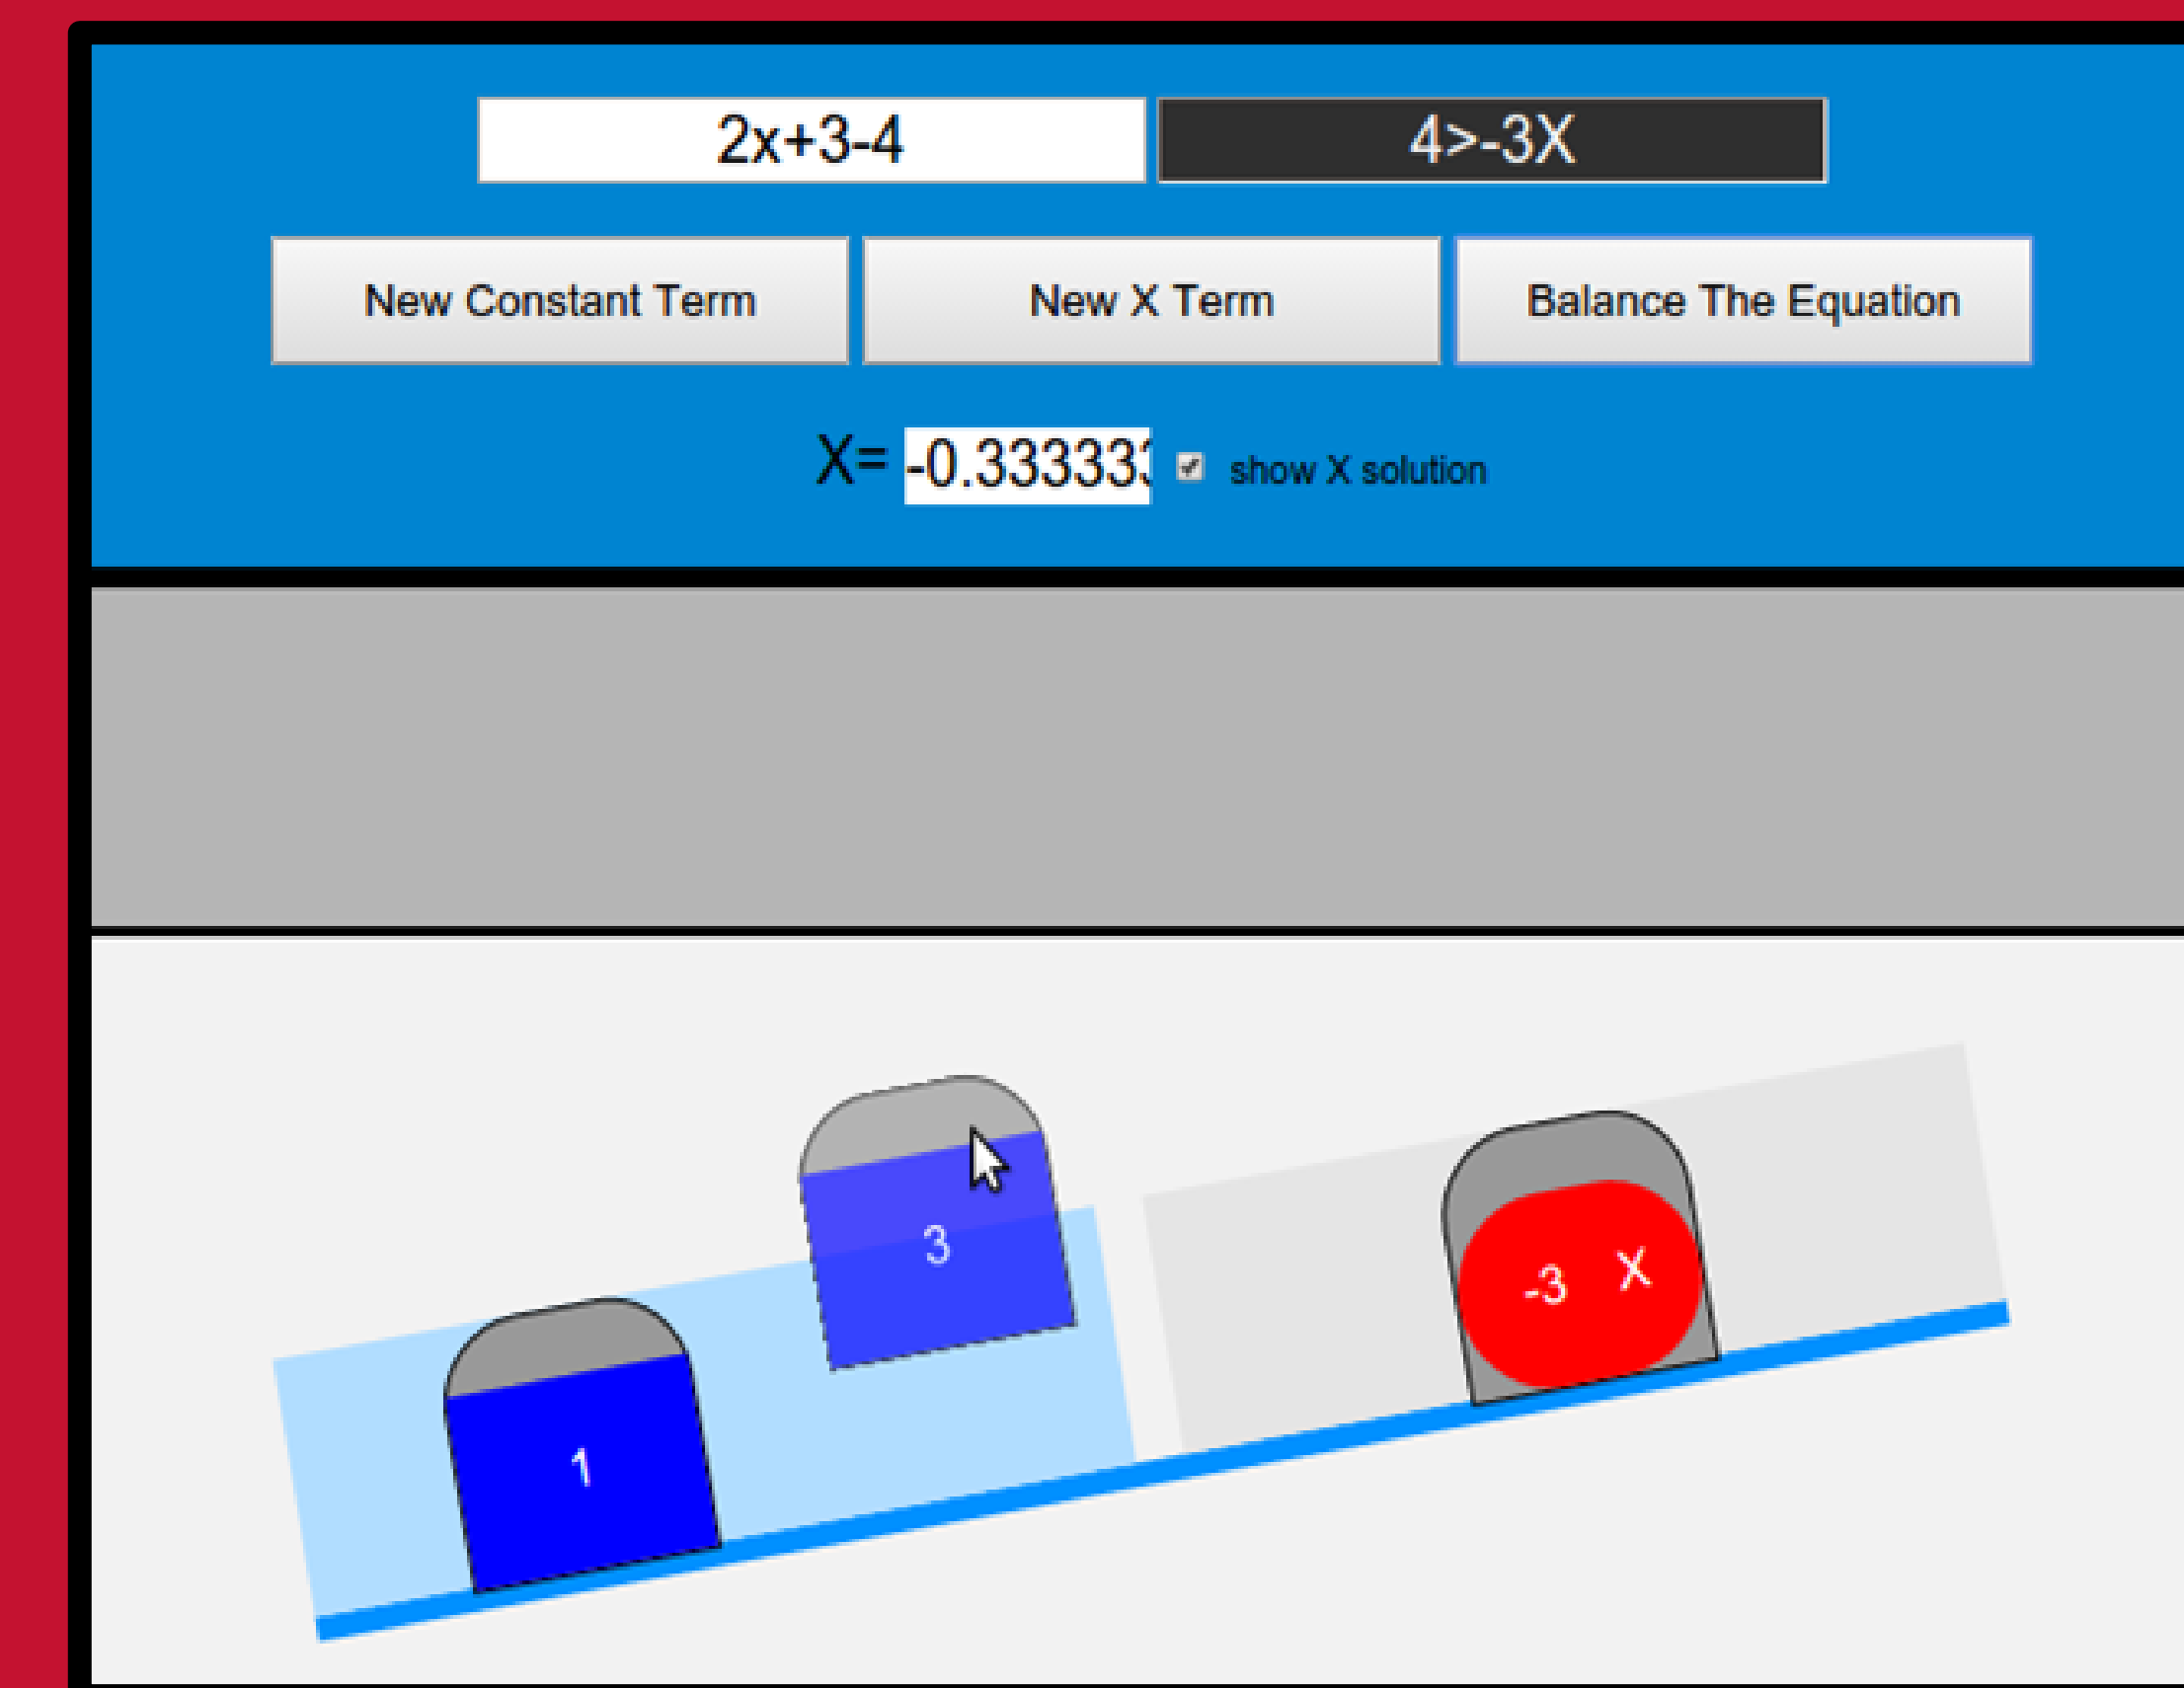 2x+3-4
4>-3X
New Constant Term
New X Term
Balance The Equation
X= -0.333333
show X solution
3
-3 X
1